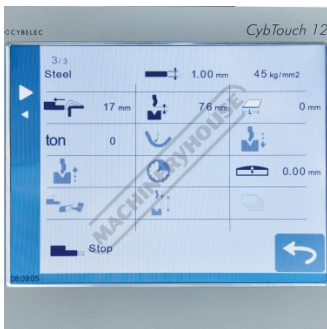 CYBELEC CybTouch 12
3/3
Steel 1.00 mm 45 kg/mm2
17 mm 76 mm L 0 mm
ton 0
0.00 mm
MACHINERYHOUSE
Stop
08:09:05